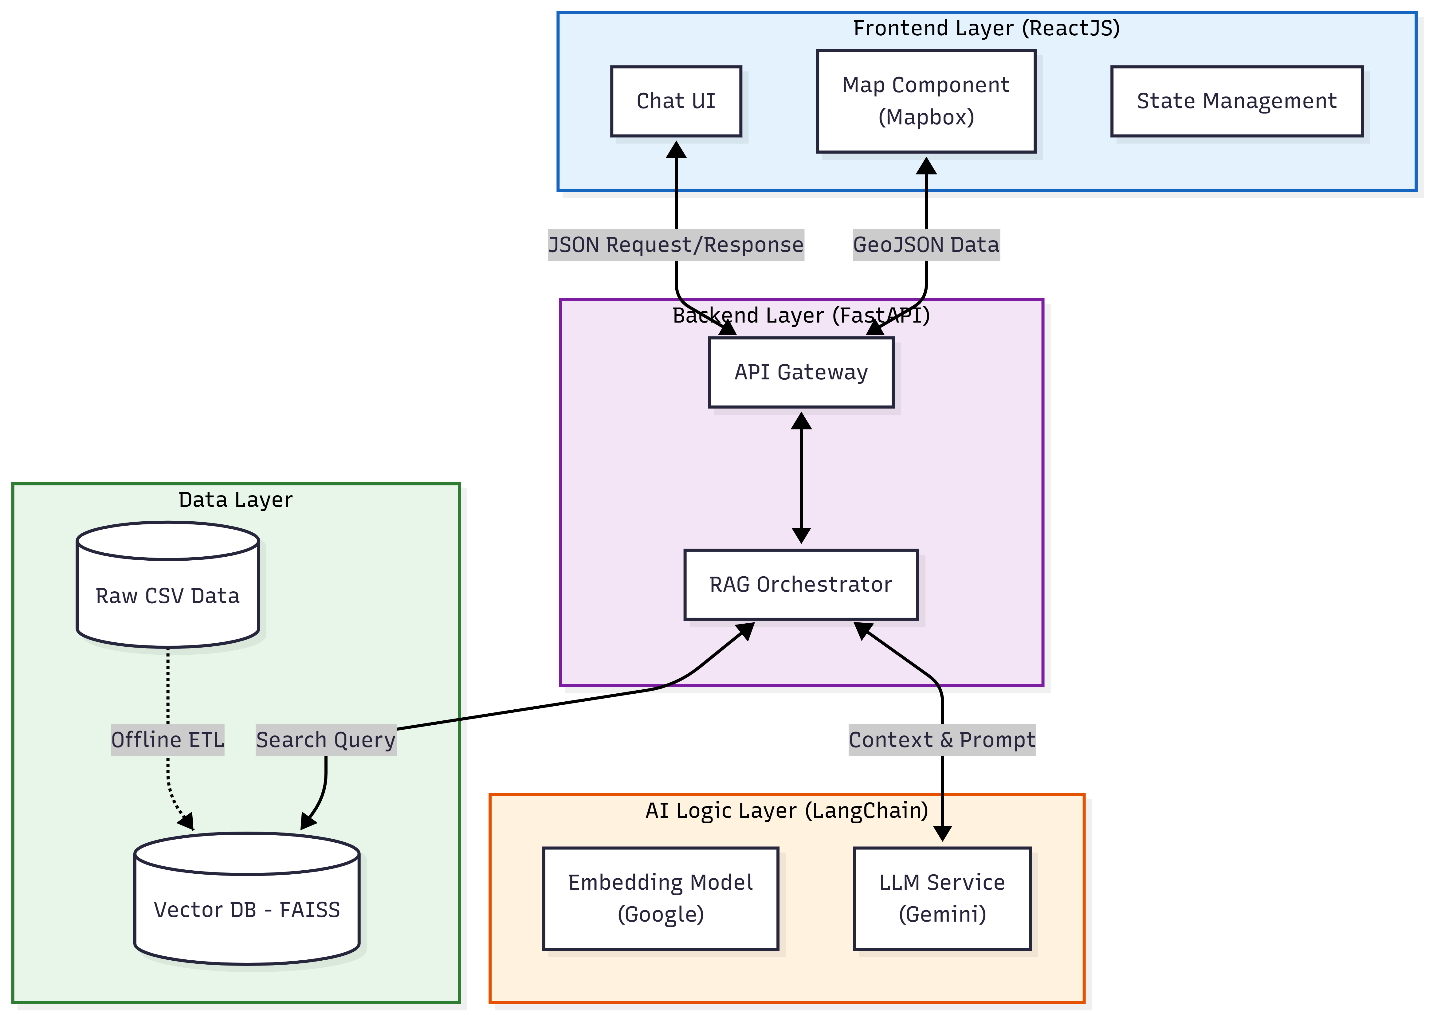 Frontend Layer (ReactJS)
Chat UI
Map Component
(Mapbox)
State Management
JSON Request/Response
GeoJSON Data
Backend Layer (FastAPI)
API Gateway
RAG Orchestrator
Data Layer
Raw CSV Data
Offline ETL
Search Query
Context & Prompt
Vector DB - FAISS
AI Logic Layer (LangChain)
Embedding Model
(Google)
LLM Service
(Gemini)